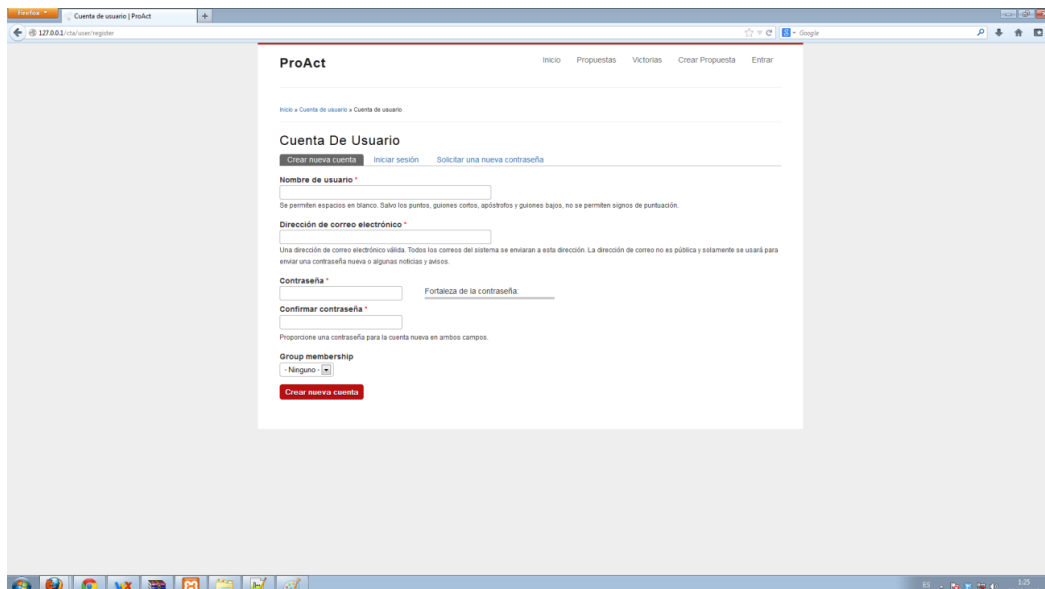 Firefox
Cuenta de usuario | ProAct
127.0.0.1/cta/user/register
Google
ProAct
Inicio Propuestas Victorias Crear Propuesta Entrar
Inicio » Cuenta de usuario » Cuenta de usuario
Cuenta De Usuario
Crear nueva cuenta Iniciar sesión Solicitar una nueva contraseña
Nombre de usuario *
Se permiten espacios en blanco. Salvo los puntos, guiones cortos, apóstrofos y guiones bajos, no se permiten signos de puntuación.
Dirección de correo electrónico *
Una dirección de correo electrónico válida. Todos los correos del sistema se enviaran a esta dirección. La dirección de correo no es pública y solamente se usará para
enviar una contraseña nueva o algunas noticias y avisos.
Contraseña *
Fortaleza de la contraseña:
Confirmar contraseña *
Proporcione una contraseña para la cuenta nueva en ambos campos.
Group membership
- Ninguno -
Crear nueva cuenta
ES
1:25